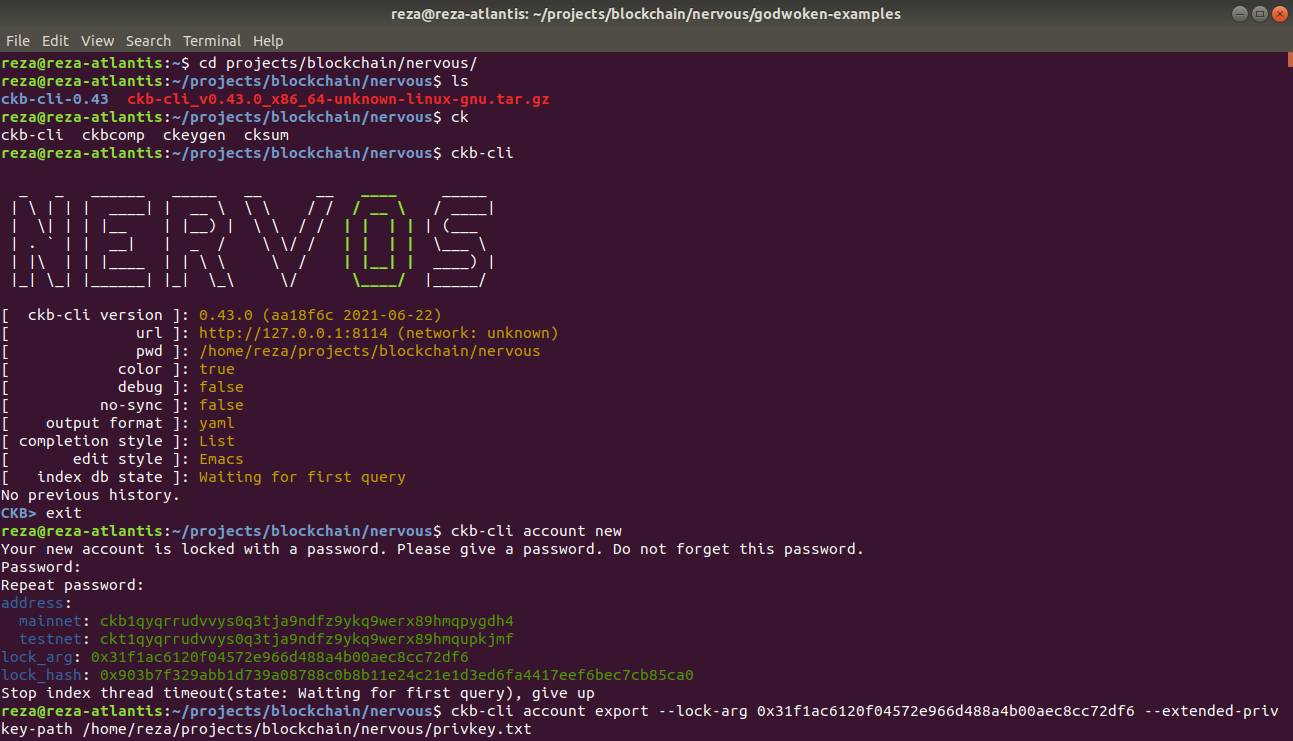 reza@reza-atlantis: ~/projects/blockchain/nervous/godwoken-examples
File Edit View Search Terminal Help
reza@reza-atlantis:~$ cd projects/blockchain/nervous/
reza@reza-atlantis:~/projects/blockchain/nervous$ ls
ckb-cli-0.43  ckb-cli_v0.43.0_x86_64-unknown-linux-gnu.tar.gz
reza@reza-atlantis:~/projects/blockchain/nervous$ ck
ckb-cli  ckbcomp  ckeygen  cksum
reza@reza-atlantis:~/projects/blockchain/nervous$ ckb-cli
NERVOS
[  ckb-cli version ]: 0.43.0 (aa18f6c 2021-06-22)
[              url ]: http://127.0.0.1:8114 (network: unknown)
[              pwd ]: /home/reza/projects/blockchain/nervous
[            color ]: true
[            debug ]: false
[          no-sync ]: false
[    output format ]: yaml
[ completion style ]: List
[       edit style ]: Emacs
[   index db state ]: Waiting for first query
No previous history.
CKB> exit
reza@reza-atlantis:~/projects/blockchain/nervous$ ckb-cli account new
Your new account is locked with a password. Please give a password. Do not forget this password.
Password:
Repeat password:
address:
  mainnet: ckb1qyqrrudvvys0q3tja9ndfz9ykq9werx89hmqpygdh4
  testnet: ckt1qyqrrudvvys0q3tja9ndfz9ykq9werx89hmqupkjmf
lock_arg: 0x31f1ac6120f04572e966d488a4b00aec8cc72df6
lock_hash: 0x903b7f329abb1d739a08788c0b8b11e24c21e1d3ed6fa4417eef6bec7cb85ca0
Stop index thread timeout(state: Waiting for first query), give up
reza@reza-atlantis:~/projects/blockchain/nervous$ ckb-cli account export --lock-arg 0x31f1ac6120f04572e966d488a4b00aec8cc72df6 --extended-priv
key-path /home/reza/projects/blockchain/nervous/privkey.txt